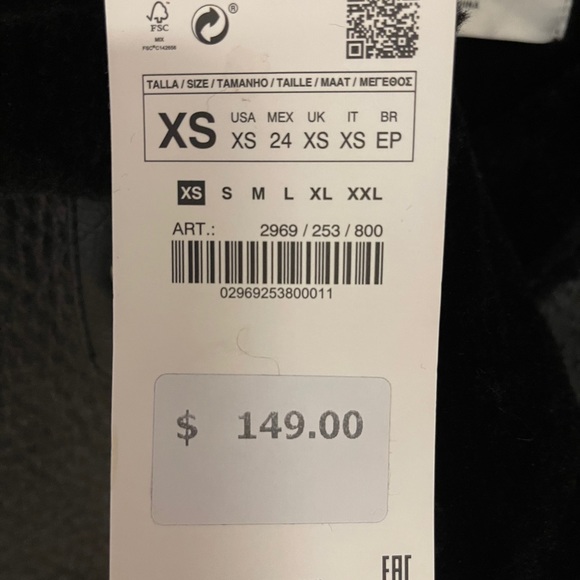 FSC
MIX
®
TALLA / SIZE / TAMANHO / TAILLE / MAAT / ΜΕΓΕΘΟΣ
XS
USA MEX UK IT BR
XS 24 XS XS EP
XS S M L XL XXL
ART.: 2969 / 253 / 800
02969253800011
$ 149.00
EAC